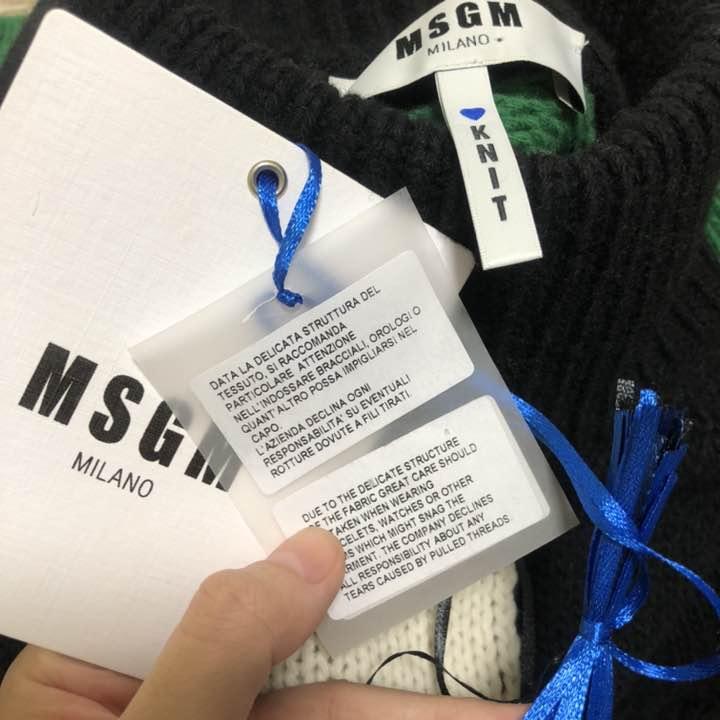 MSGM
MILANO
KNIT
DATA LA DELICATA STRUTTURA DEL
TESSUTO, SI RACCOMANDA
PARTICOLARE ATTENZIONE
NELL'INDOSSARE BRACCIALI, OROLOGI O
QUANT'ALTRO POSSA IMPIGLIARSI NEL
CAPO.
L'AZIENDA DECLINA OGNI
RESPONSABILITA' SU EVENTUALI
ROTTURE DOVUTE A FILI TIRATI.
DUE TO THE DELICATE STRUCTURE
THE FABRIC GREAT CARE SHOULD
TAKEN WHEN WEARING
WATCHES OR OTHER
WHICH MIGHT SNAG THE
THE COMPANY DECLINES
ALL RESPONSIBILITY ABOUT ANY
TEARS CAUSED BY PULLED THREADS
MSGM
MILANO